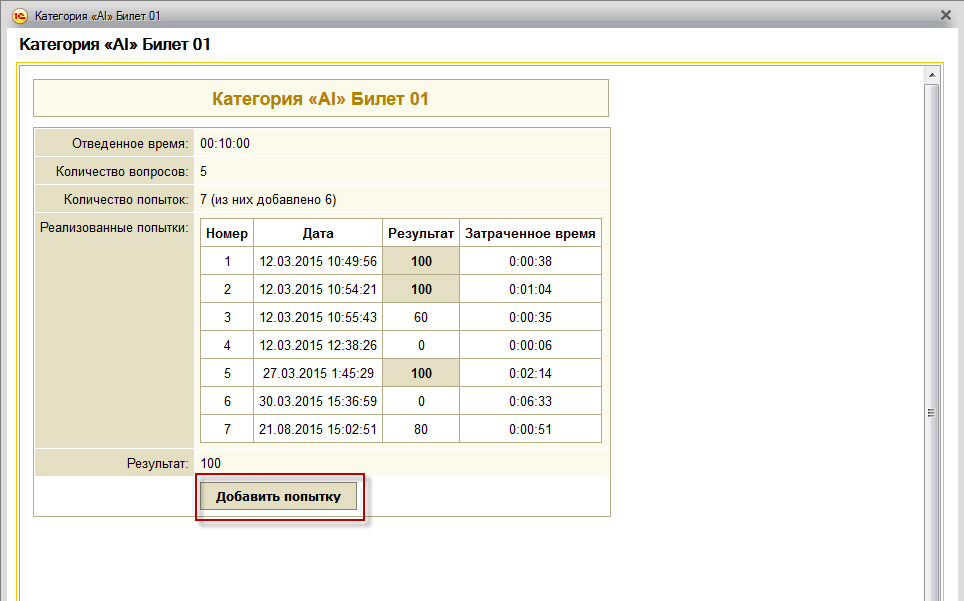 1С Категория «AI» Билет 01
Категория «AI» Билет 01
Категория «AI» Билет 01
Отведенное время: 00:10:00
Количество вопросов: 5
Количество попыток: 7 (из них добавлено 6)
Реализованные попытки:
Номер Дата Результат Затраченное время
1 12.03.2015 10:49:56 100 0:00:38
2 12.03.2015 10:54:21 100 0:01:04
3 12.03.2015 10:55:43 60 0:00:35
4 12.03.2015 12:38:26 0 0:00:06
5 27.03.2015 1:45:29 100 0:02:14
6 30.03.2015 15:36:59 0 0:06:33
7 21.08.2015 15:02:51 80 0:00:51
Результат: 100
Добавить попытку